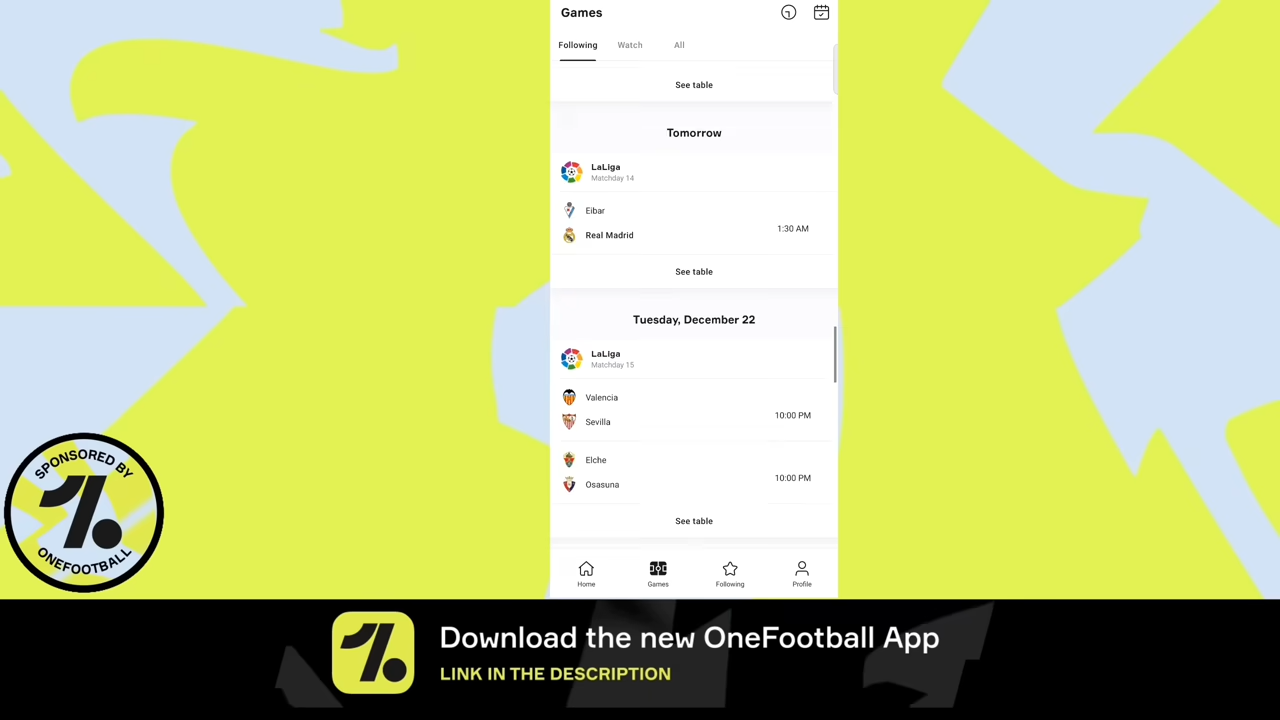 Games
Following
Watch
All
See table
Tomorrow
LaLiga
Matchday 14
Eibar
Real Madrid
1:30 AM
See table
Tuesday, December 22
LaLiga
Matchday 15
Valencia
Sevilla
10:00 PM
Elche
Osasuna
10:00 PM
See table
Home
Games
Following
Profile
SPONSORED BY
ONEFOOTBALL
Download the new OneFootball App
LINK IN THE DESCRIPTION